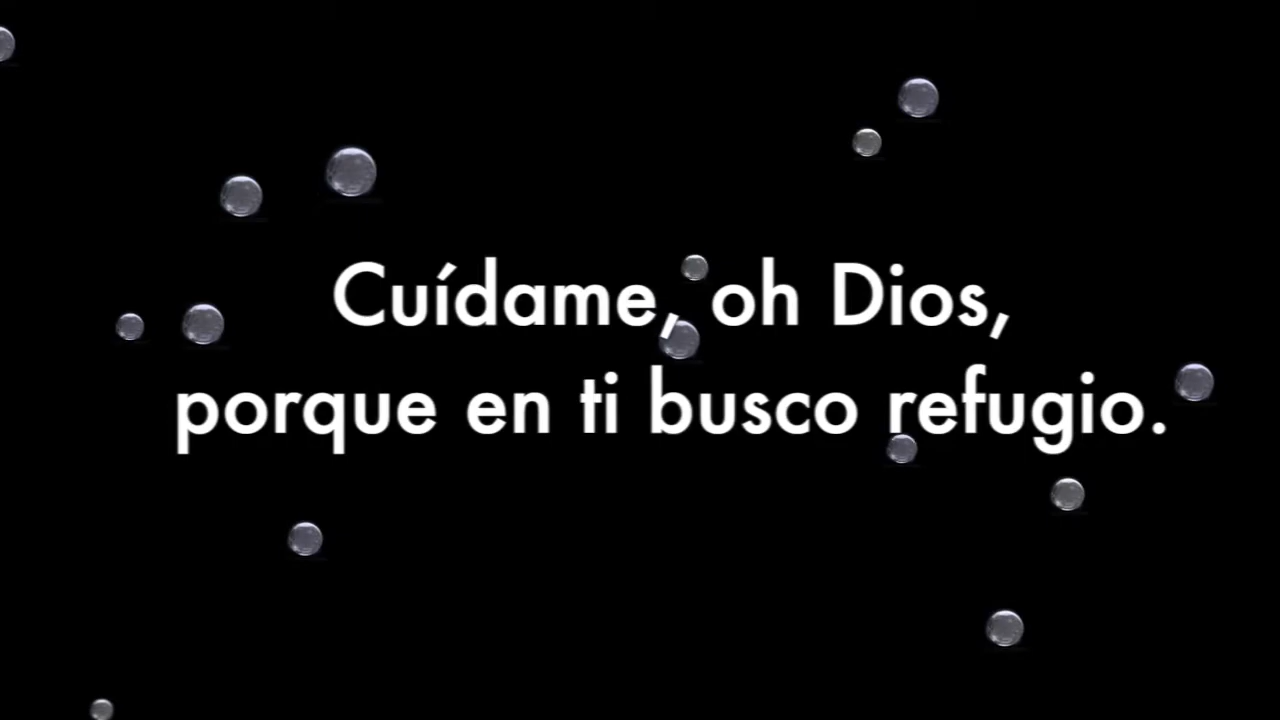 Cuídame, oh Dios,
porque en ti busco refugio.